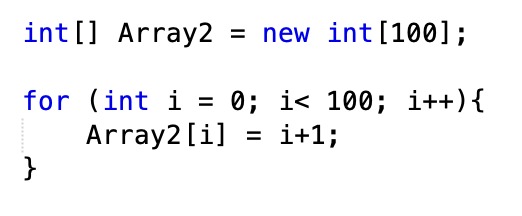 int[] Array2 = new int[100];
for (int i = 0; i< 100; i++){
Array2[i] = i+1;
}